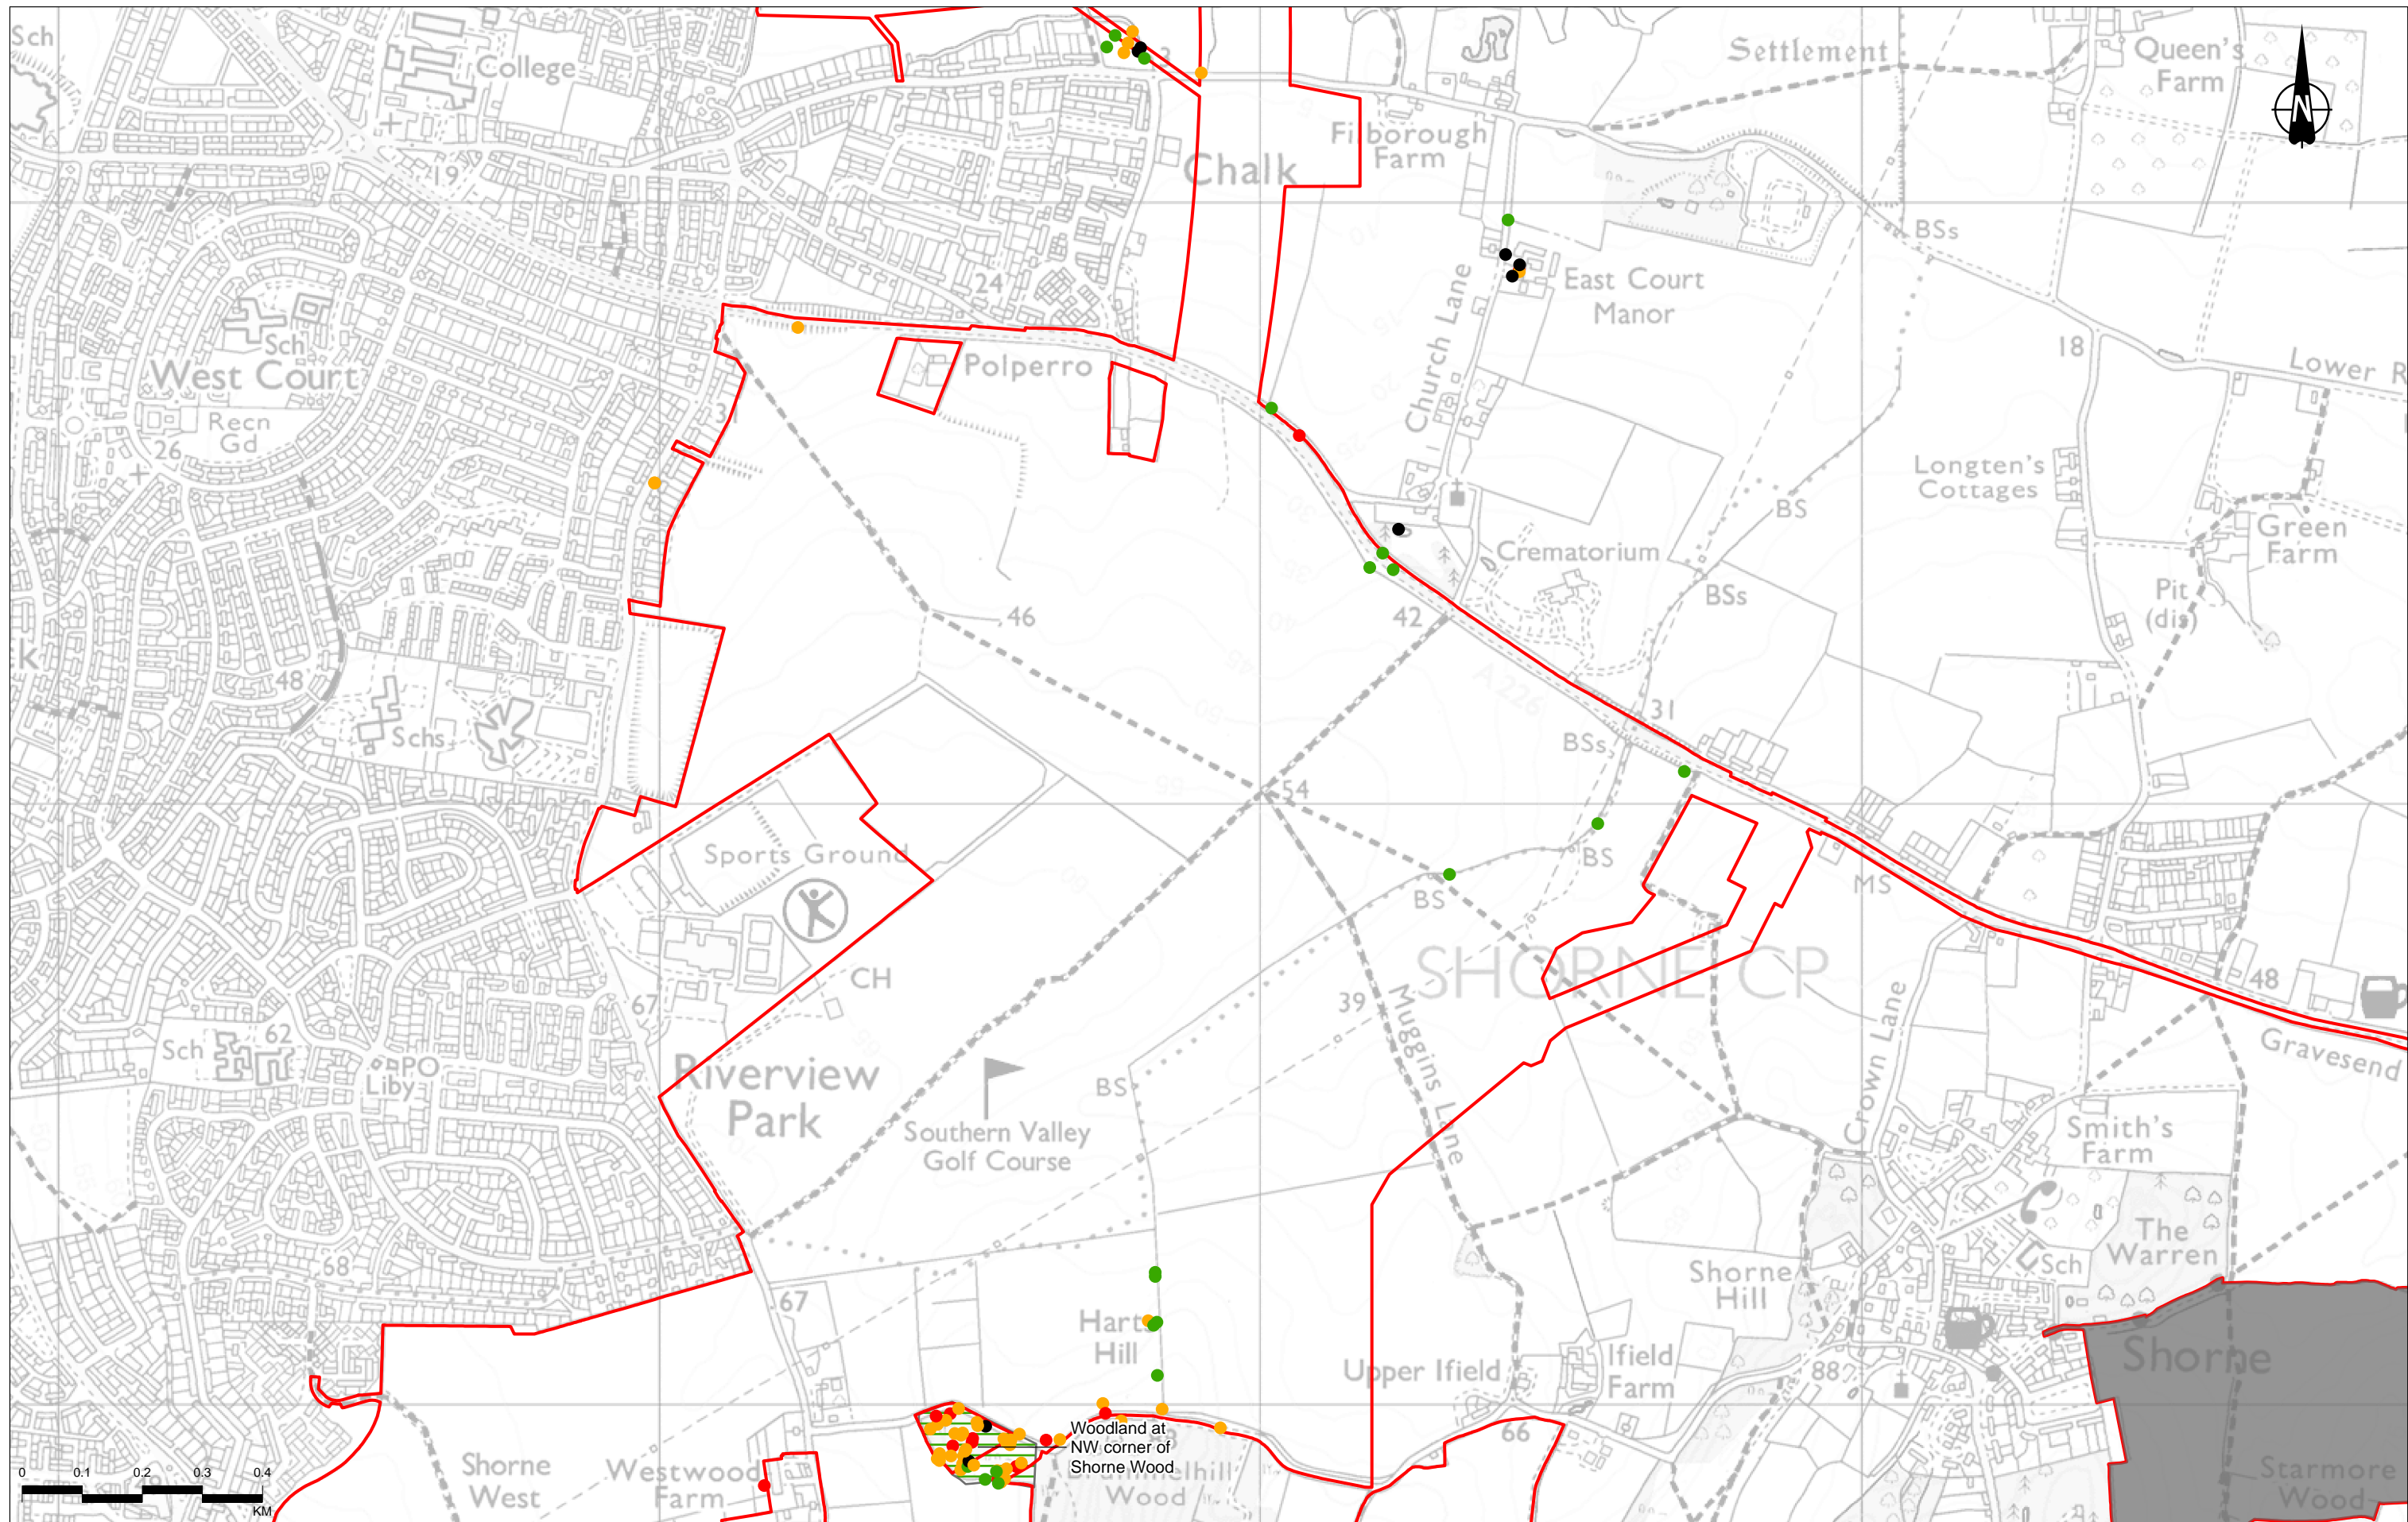 Sch
College
Settlement
Queen's
Farm
N
19
Chalk
Filborough
Farm
BSs
24
East Court
Manor
Church Lane
18
Lower R
West Court
Sch
Polperro
31
Recn
Gd
26
Longten's
Cottages
BS
Green
Farm
Crematorium
BSs
Pit
(dis)
46
42
48
A 226
31
Schs
BSs
54
Sports Ground
BS
BS
MS
SHORNE CP
CH
67
39
48
Muggins Lane
Crown Lane
Gravesend
Sch
62
PO
Liby
Riverview
Park
BS
Southern Valley
Golf Course
Smith's
Farm
The
Warren
Sch
68
67
Shorne
Hill
Harts
Hill
Upper Ifield
Ifield
Farm
88
Shorne
66
Woodland at
NW corner of
Shorne Wood
Shorne
West
Westwood
Farm
Wood
Starmore
Wood
0 0.1 0.2 0.3 0.4
KM